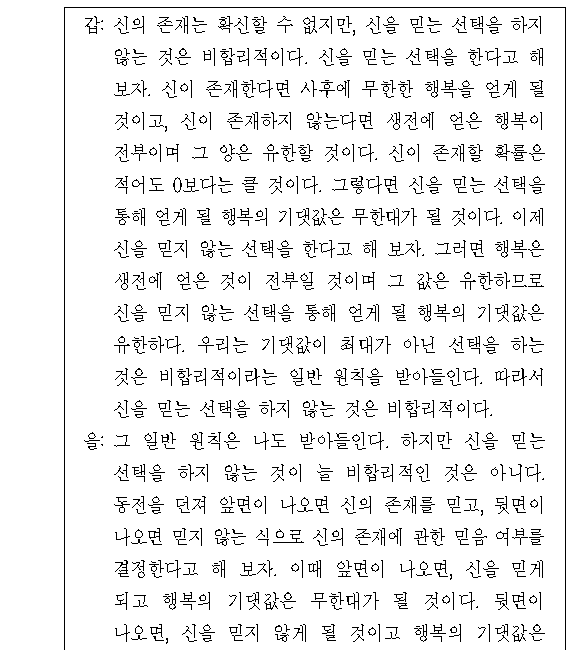 갑: 신의 존재는 확신할 수 없지만, 신을 믿는 선택을 하지
않는 것은 비합리적이다. 신을 믿는 선택을 한다고 해
보자. 신이 존재한다면 사후에 무한한 행복을 얻게 될
것이고, 신이 존재하지 않는다면 생전에 얻은 행복이
전부이며 그 양은 유한할 것이다. 신이 존재할 확률은
적어도 0보다는 클 것이다. 그렇다면 신을 믿는 선택을
통해 얻게 될 행복의 기댓값은 무한대가 될 것이다. 이제
신을 믿지 않는 선택을 한다고 해 보자. 그러면 행복은
생전에 얻은 것이 전부일 것이며 그 값은 유한하므로
신을 믿지 않는 선택을 통해 얻게 될 행복의 기댓값은
유한하다. 우리는 기댓값이 최대가 아닌 선택을 하는
것은 비합리적이라는 일반 원칙을 받아들인다. 따라서
신을 믿는 선택을 하지 않는 것은 비합리적이다.
을: 그 일반 원칙은 나도 받아들인다. 하지만 신을 믿는
선택을 하지 않는 것이 늘 비합리적인 것은 아니다.
동전을 던져 앞면이 나오면 신의 존재를 믿고, 뒷면이
나오면 믿지 않는 식으로 신의 존재에 관한 믿음 여부를
결정한다고 해 보자. 이때 앞면이 나오면, 신을 믿게
되고 행복의 기댓값은 무한대가 될 것이다. 뒷면이
나오면, 신을 믿지 않게 될 것이고 행복의 기댓값은